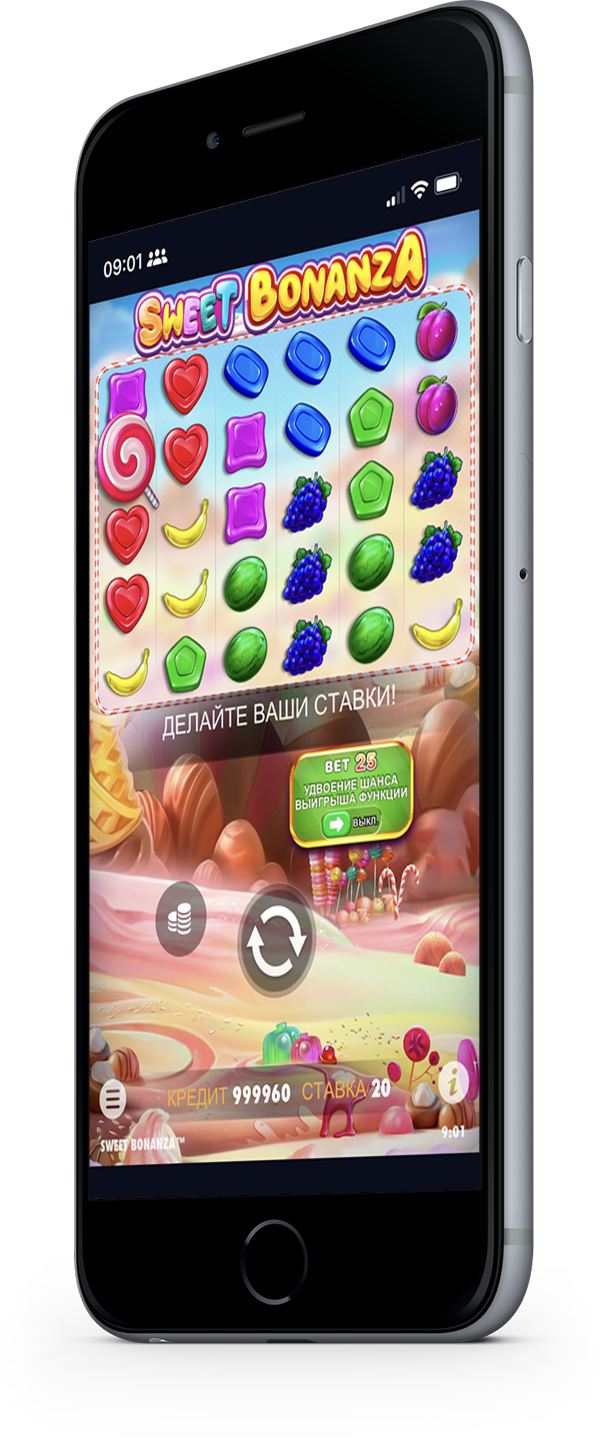 09:01
SWEET BONANZA
ДЕЛАЙТЕ ВАШИ СТАВКИ!
BET 25
УДВОЕНИЕ ШАНСА
ВЫИГРЫША ФУНКЦИИ
ВЫКЛ.
КРЕДИТ 999960 СТАВКА 20
i
SWEET BONANZA™
9:01